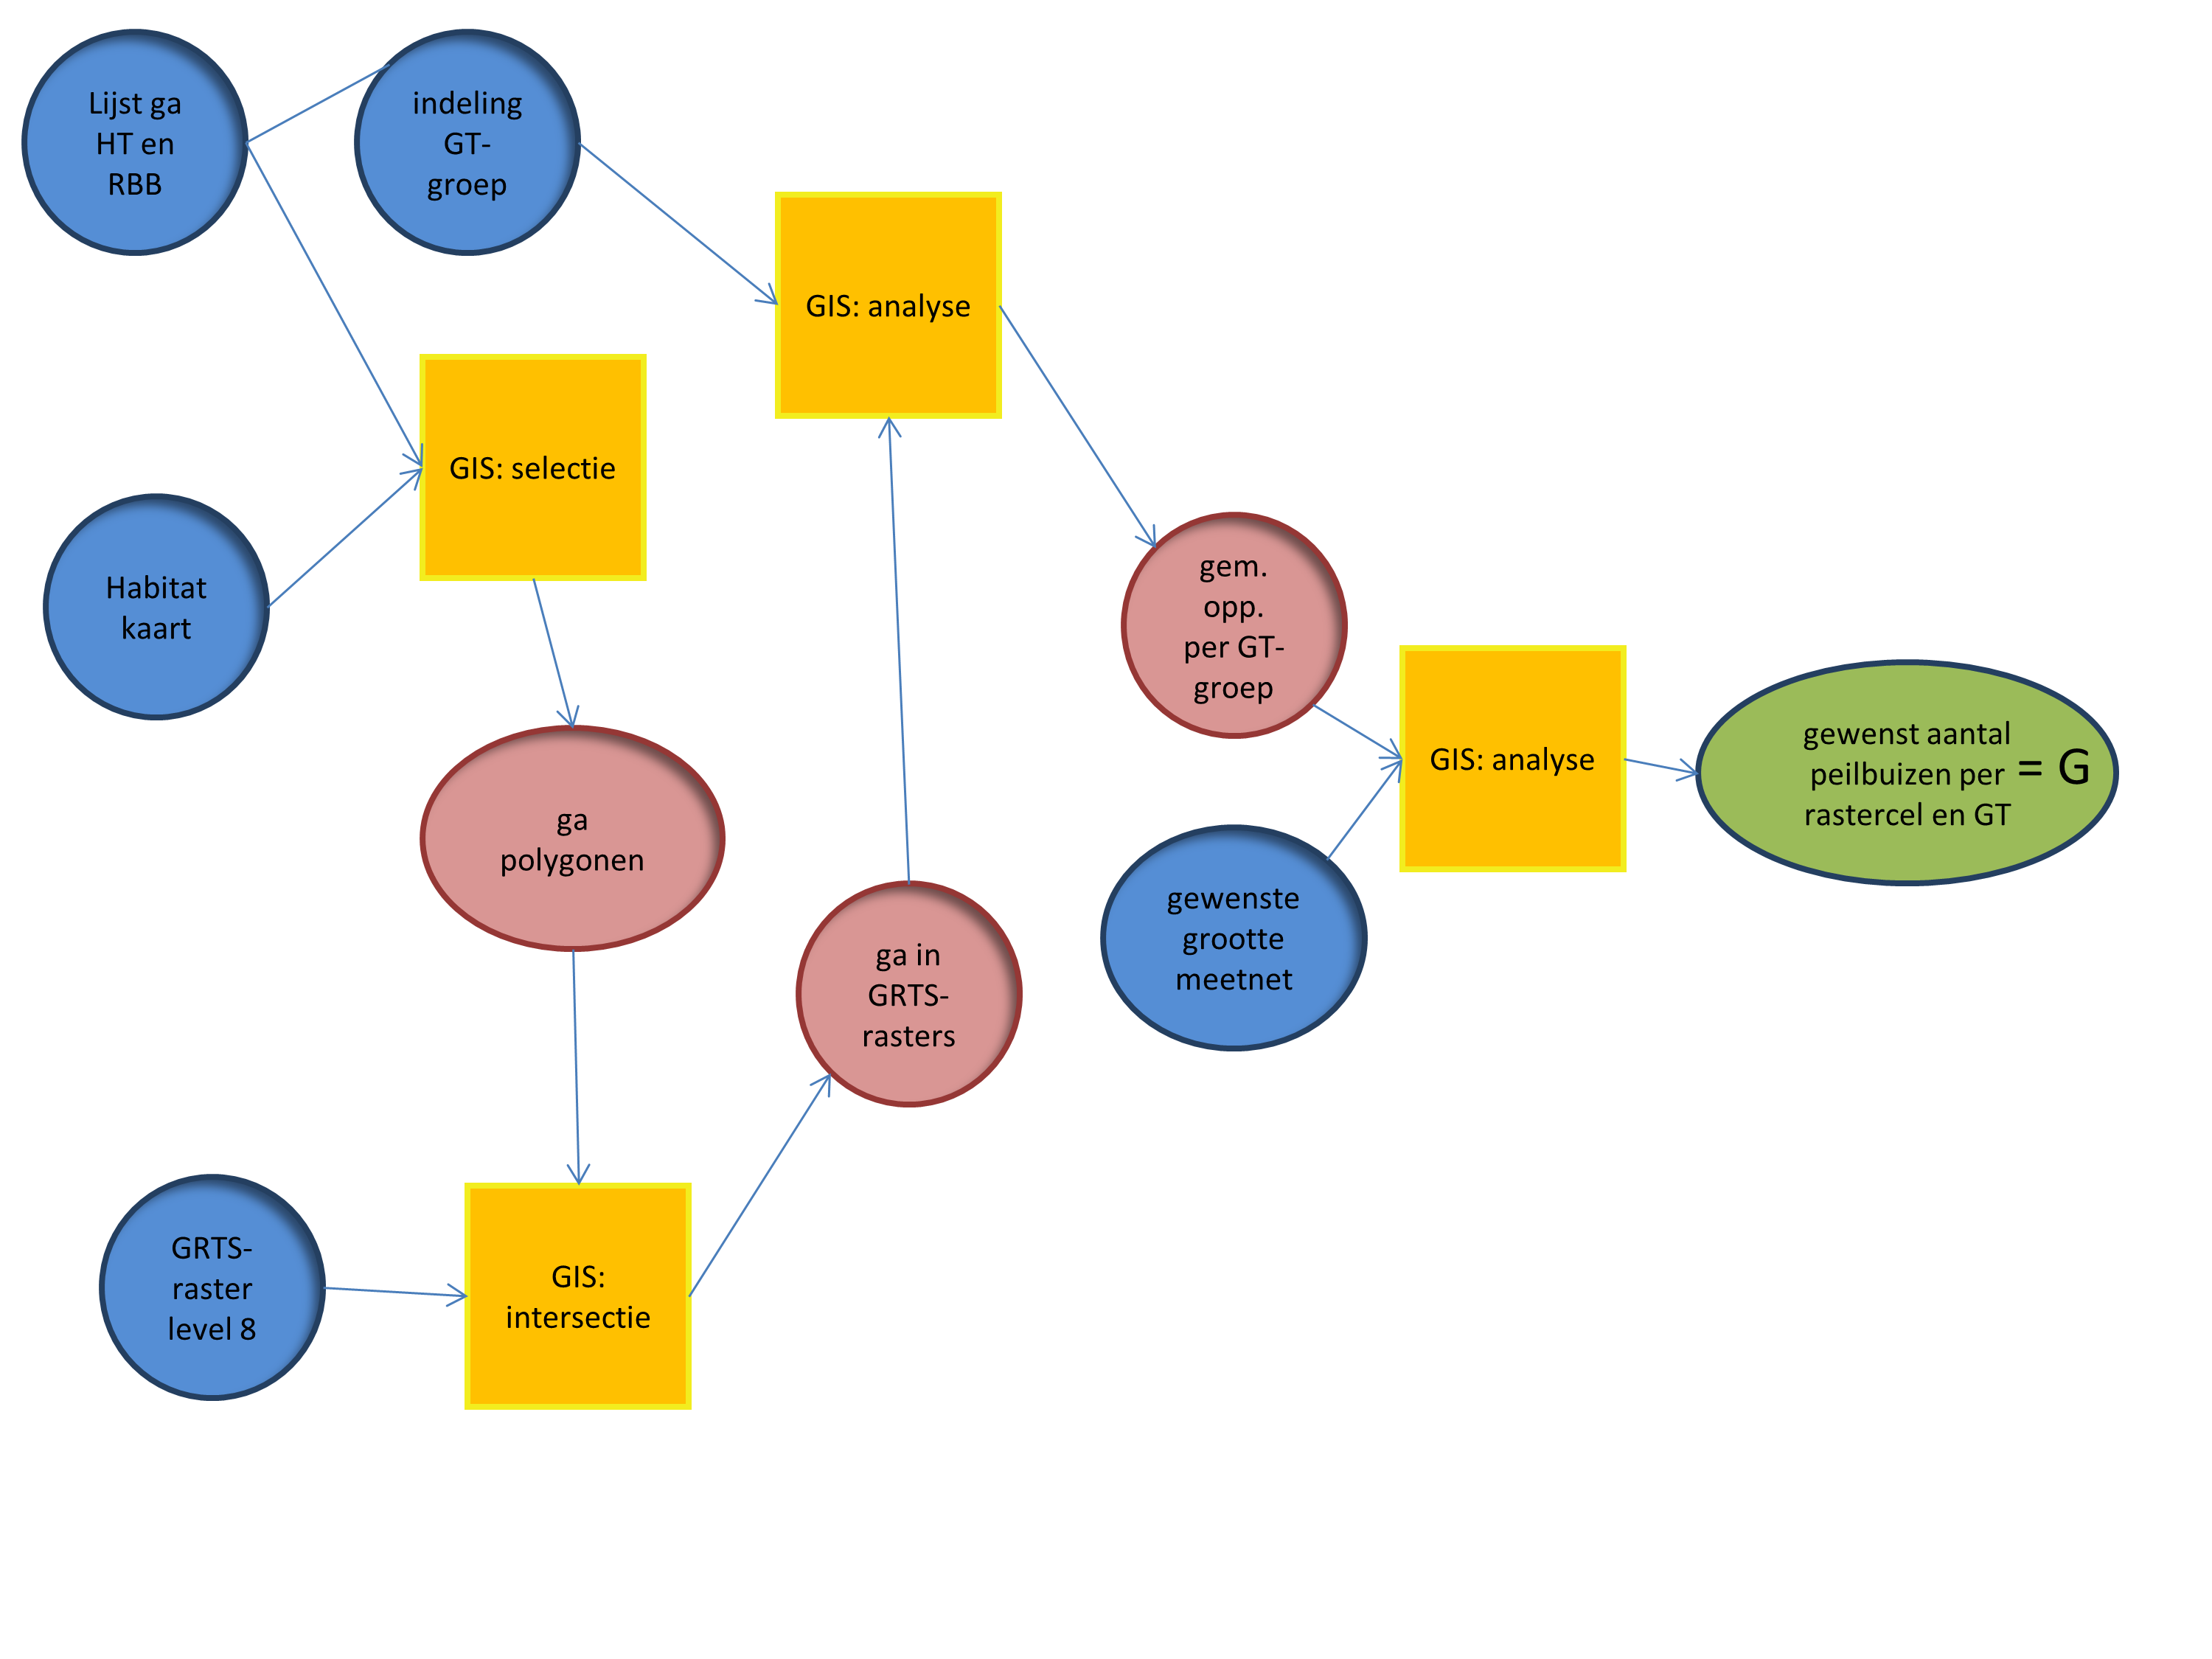 Lijst ga
HT en
RBB
indeling
GT-
groep
GIS: analyse
GIS: selectie
Habitat
kaart
gem.
opp.
per GT-
groep
GIS: analyse
gewenst aantal
peilbuizen per
rastercel en GT
= G
ga
polygonen
gewenste
grootte
meetnet
ga in
GRTS-
rasters
GRTS-
raster
level 8
GIS:
intersectie